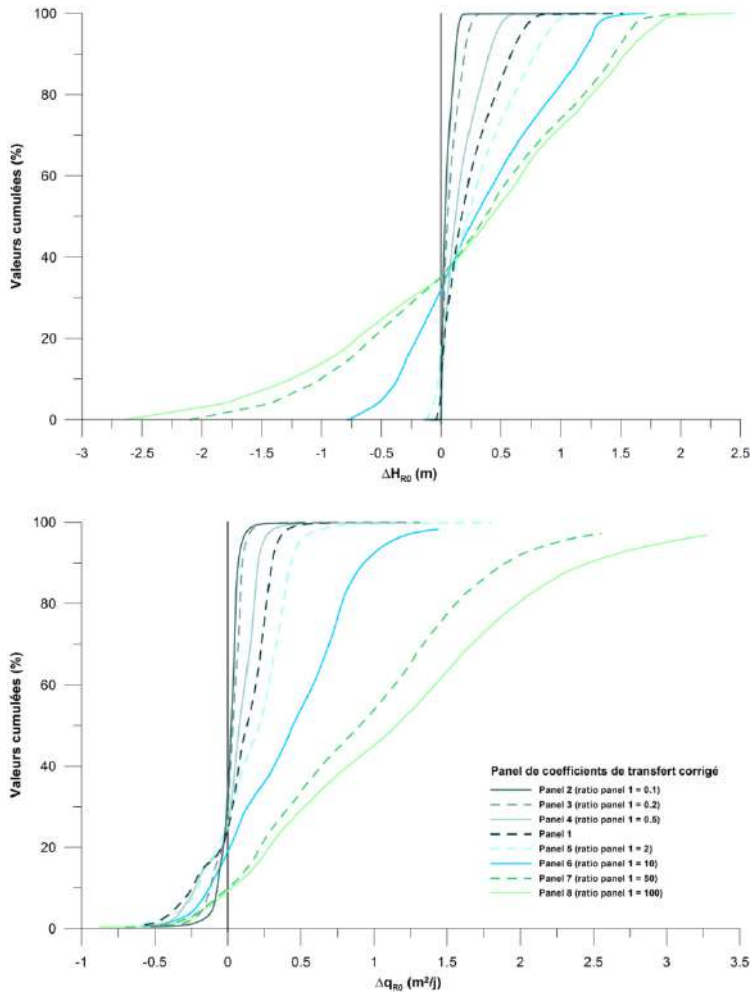 100
80
60
40
20
0
Valeurs cumulées (%)
-3
-2.5
-2
-1.5
-1
-0.5
0
0.5
1
1.5
2
2.5
ΔH_R0 (m)
100
80
60
40
20
0
Valeurs cumulées (%)
Panel de coefficients de transfert corrigé
Panel 2 (ratio panel 1 = 0.1)
Panel 3 (ratio panel 1 = 0.2)
Panel 4 (ratio panel 1 = 0.5)
Panel 1
Panel 5 (ratio panel 1 = 2)
Panel 6 (ratio panel 1 = 10)
Panel 7 (ratio panel 1 = 50)
Panel 8 (ratio panel 1 = 100)
-1
-0.5
0
0.5
1
1.5
2
2.5
3
3.5
Δq_R0 (m²/j)